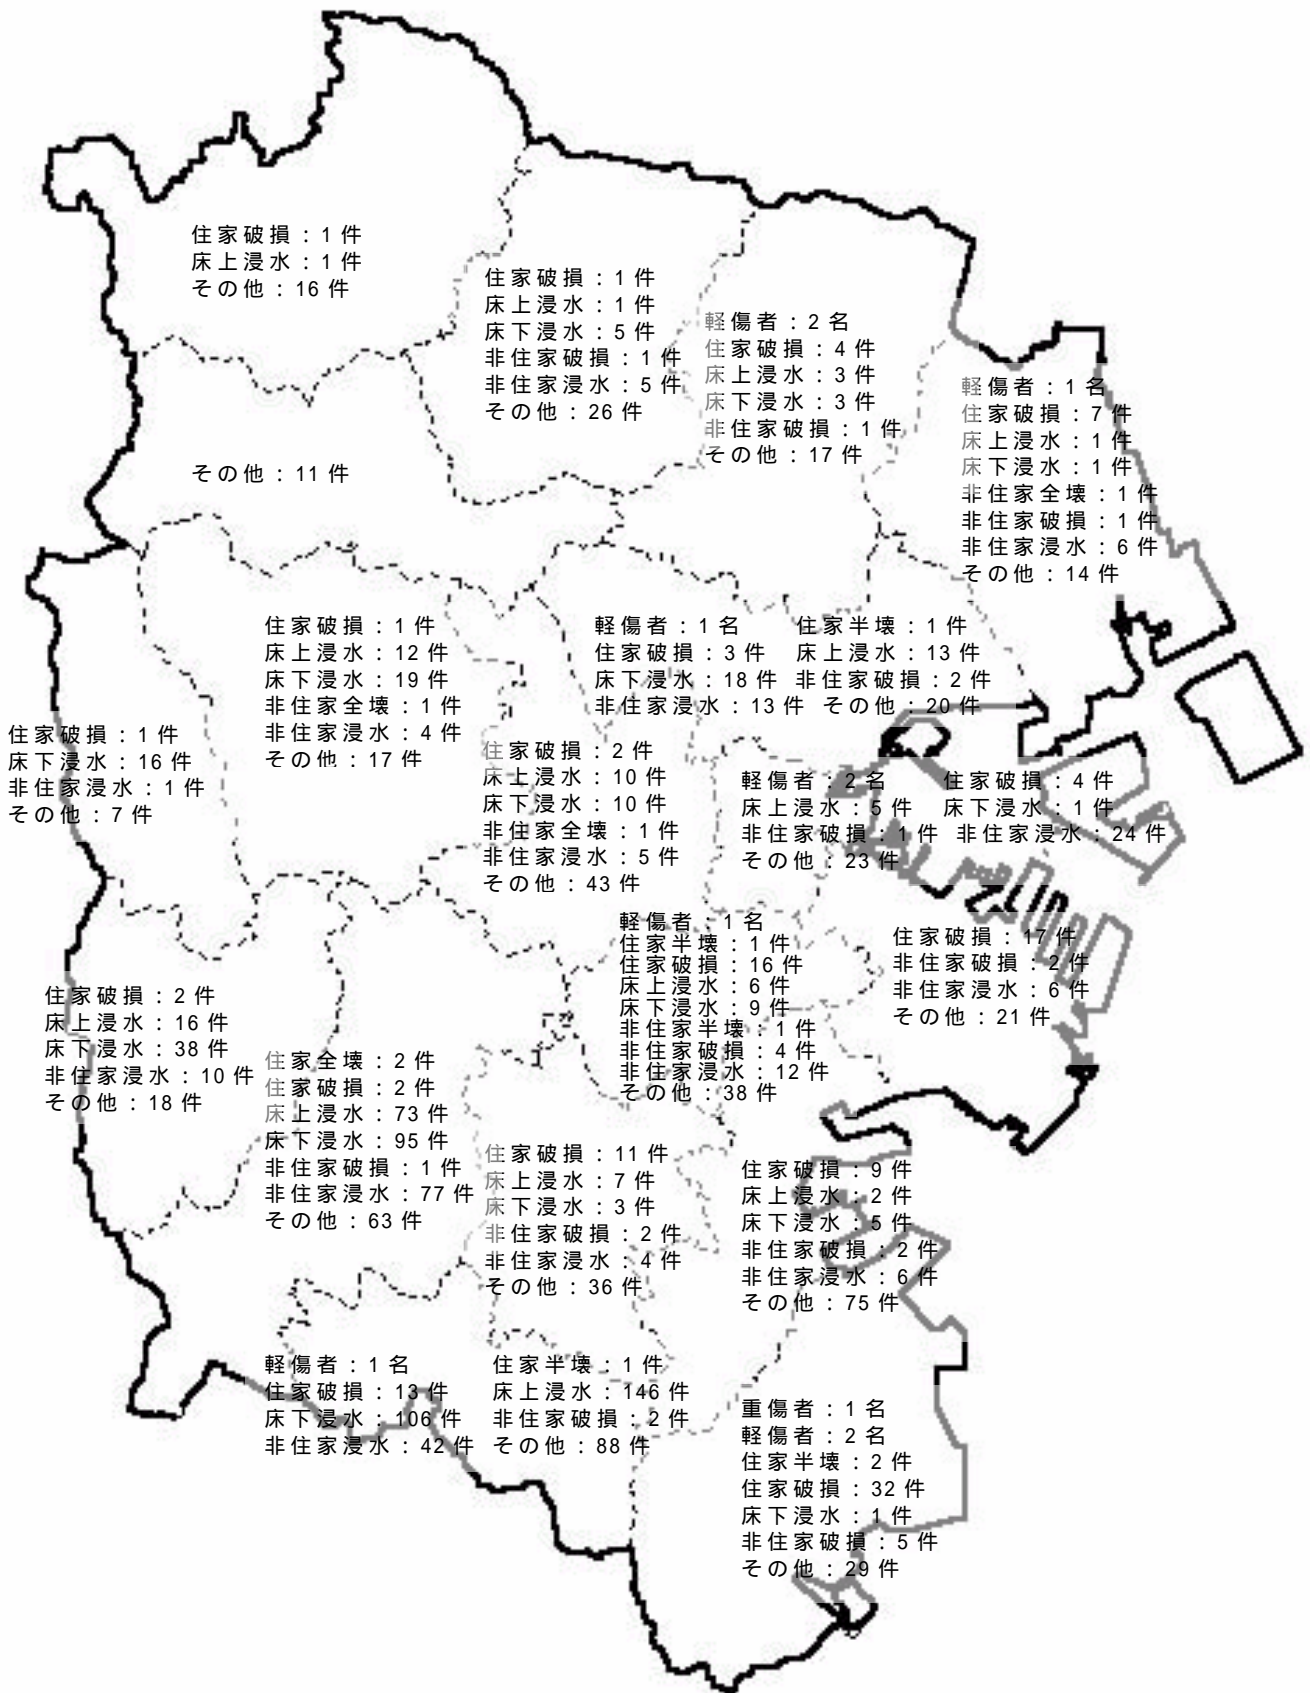 住家破損：1件
床上浸水：1件
その他：16件
住家破損：1件
床上浸水：1件
床下浸水：5件
非住家破損：1件
非住家浸水：5件
その他：26件
軽傷者：2名
住家破損：4件
床上浸水：3件
床下浸水：3件
非住家破損：1件
その他：17件
軽傷者：1名
住家破損：7件
床上浸水：1件
床下浸水：1件
非住家全壊：1件
非住家破損：1件
非住家浸水：6件
その他：14件
その他：11件
住家破損：1件
床上浸水：12件
床下浸水：19件
非住家全壊：1件
非住家浸水：4件
その他：17件
軽傷者：1名 住家半壊：1件
住家破損：3件 床上浸水：13件
床下浸水：18件 非住家破損：2件
非住家浸水：13件 その他：20件
住家破損：1件
床下浸水：16件
非住家浸水：1件
その他：7件
住家破損：2件
床上浸水：10件
床下浸水：10件
非住家全壊：1件
非住家浸水：5件
その他：43件
軽傷者：2名 住家破損：4件
床上浸水：5件 床下浸水：1件
非住家破損：1件 非住家浸水：24件
その他：23件
軽傷者：1名
住家半壊：1件
住家破損：16件
床上浸水：6件
床下浸水：9件
非住家半壊：1件
非住家破損：4件
非住家浸水：12件
その他：38件
住家破損：17件
非住家破損：2件
非住家浸水：6件
その他：21件
住家破損：2件
床上浸水：16件
床下浸水：38件
非住家浸水：10件
その他：18件
住家全壊：2件
住家破損：2件
床上浸水：73件
床下浸水：95件
非住家破損：1件
非住家浸水：77件
その他：63件
住家破損：11件
床上浸水：7件
床下浸水：3件
非住家破損：2件
非住家浸水：4件
その他：36件
住家破損：9件
床上浸水：2件
床下浸水：5件
非住家破損：2件
非住家浸水：6件
その他：75件
軽傷者：1名 住家半壊：1件
住家破損：13件 床上浸水：146件
床下浸水：106件 非住家破損：2件
非住家浸水：42件 その他：88件
重傷者：1名
軽傷者：2名
住家半壊：2件
住家破損：32件
床下浸水：1件
非住家破損：5件
その他：29件